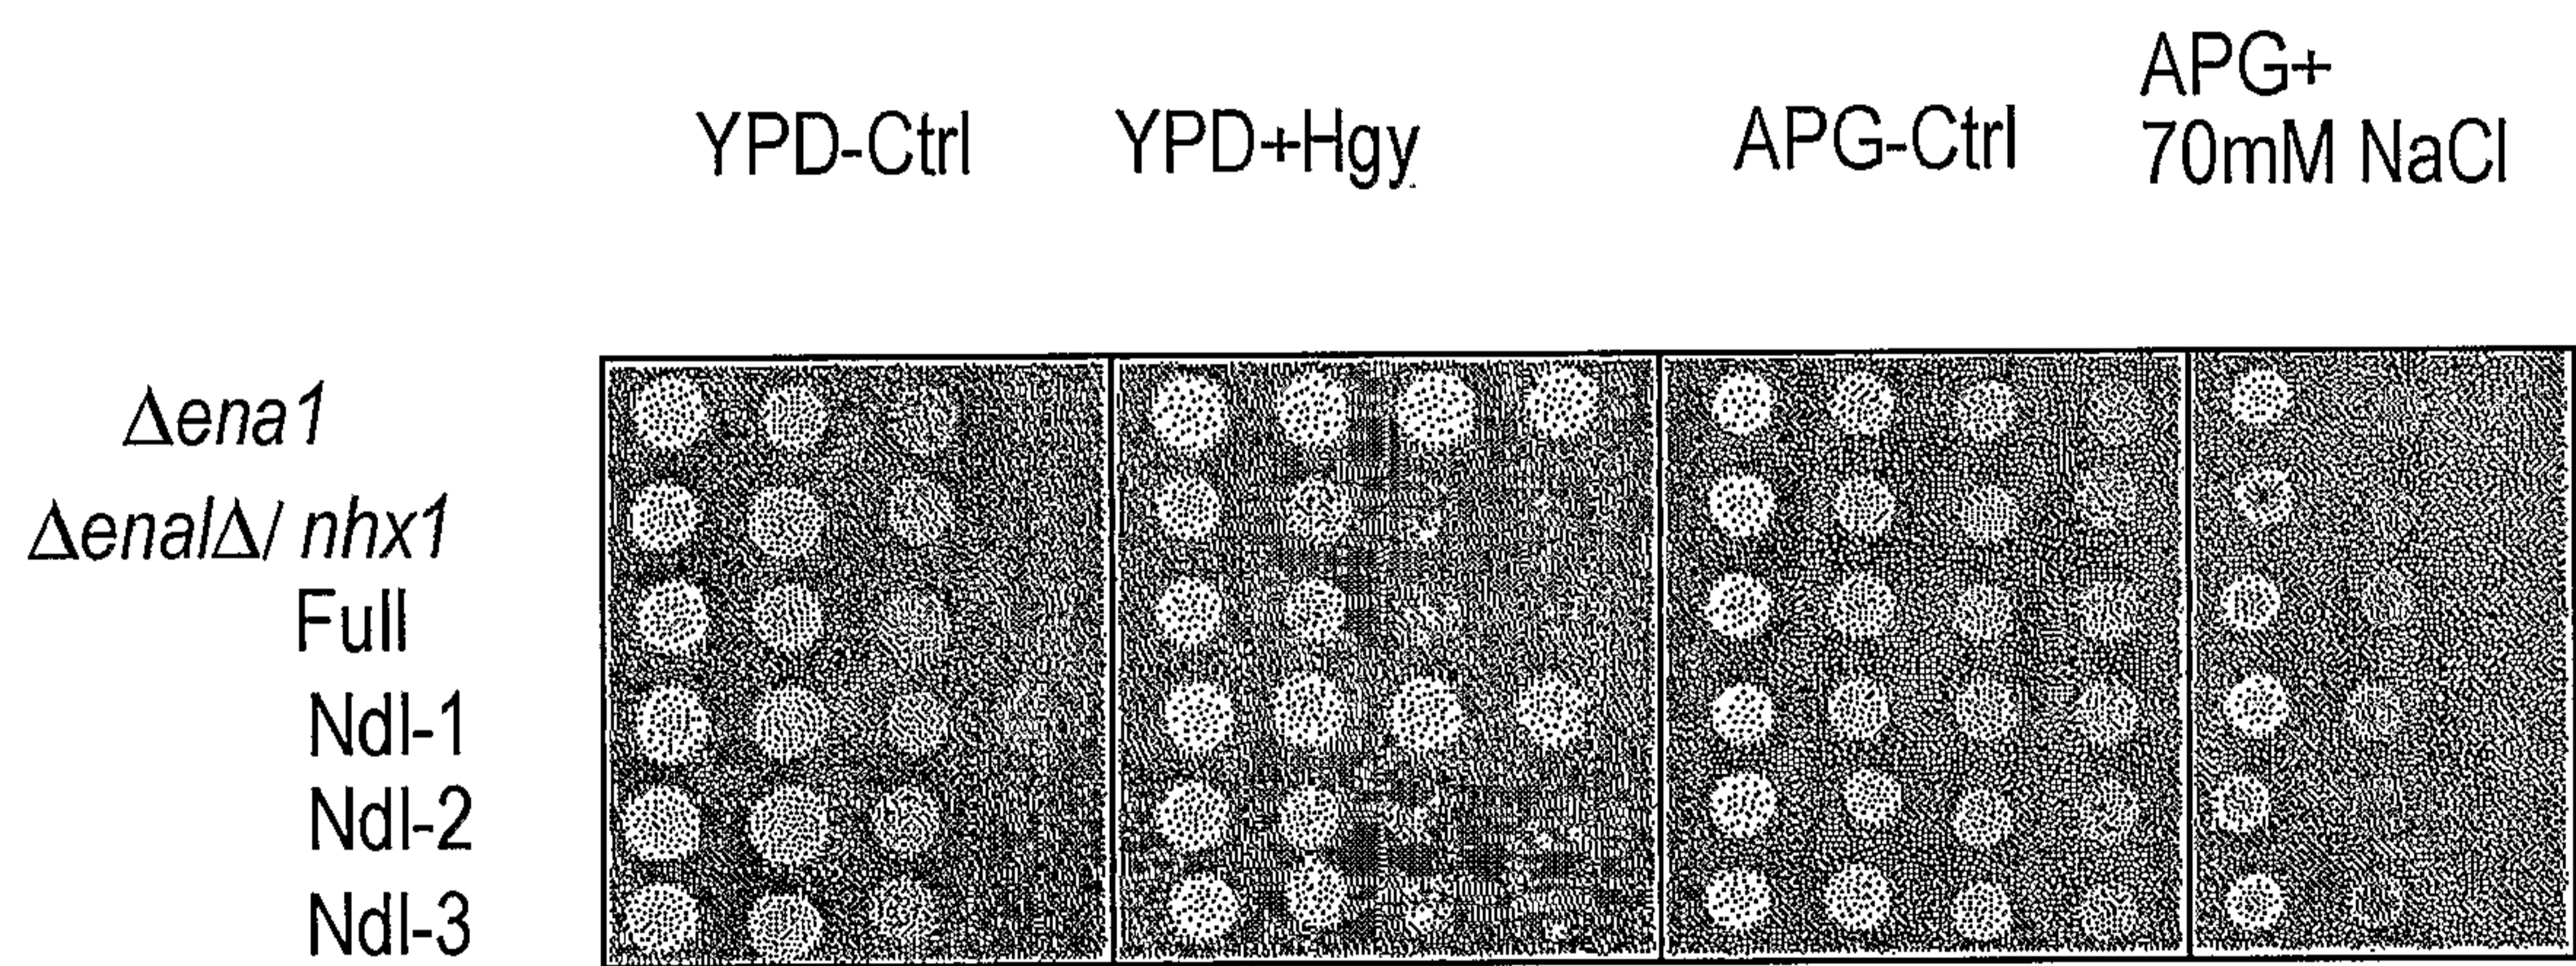 YPD-Ctrl YPD+Hgy APG-Ctrl APG+
70mM NaCl
Δena1
ΔenalΔ/ nhx1
Full
Ndl-1
Ndl-2
Ndl-3